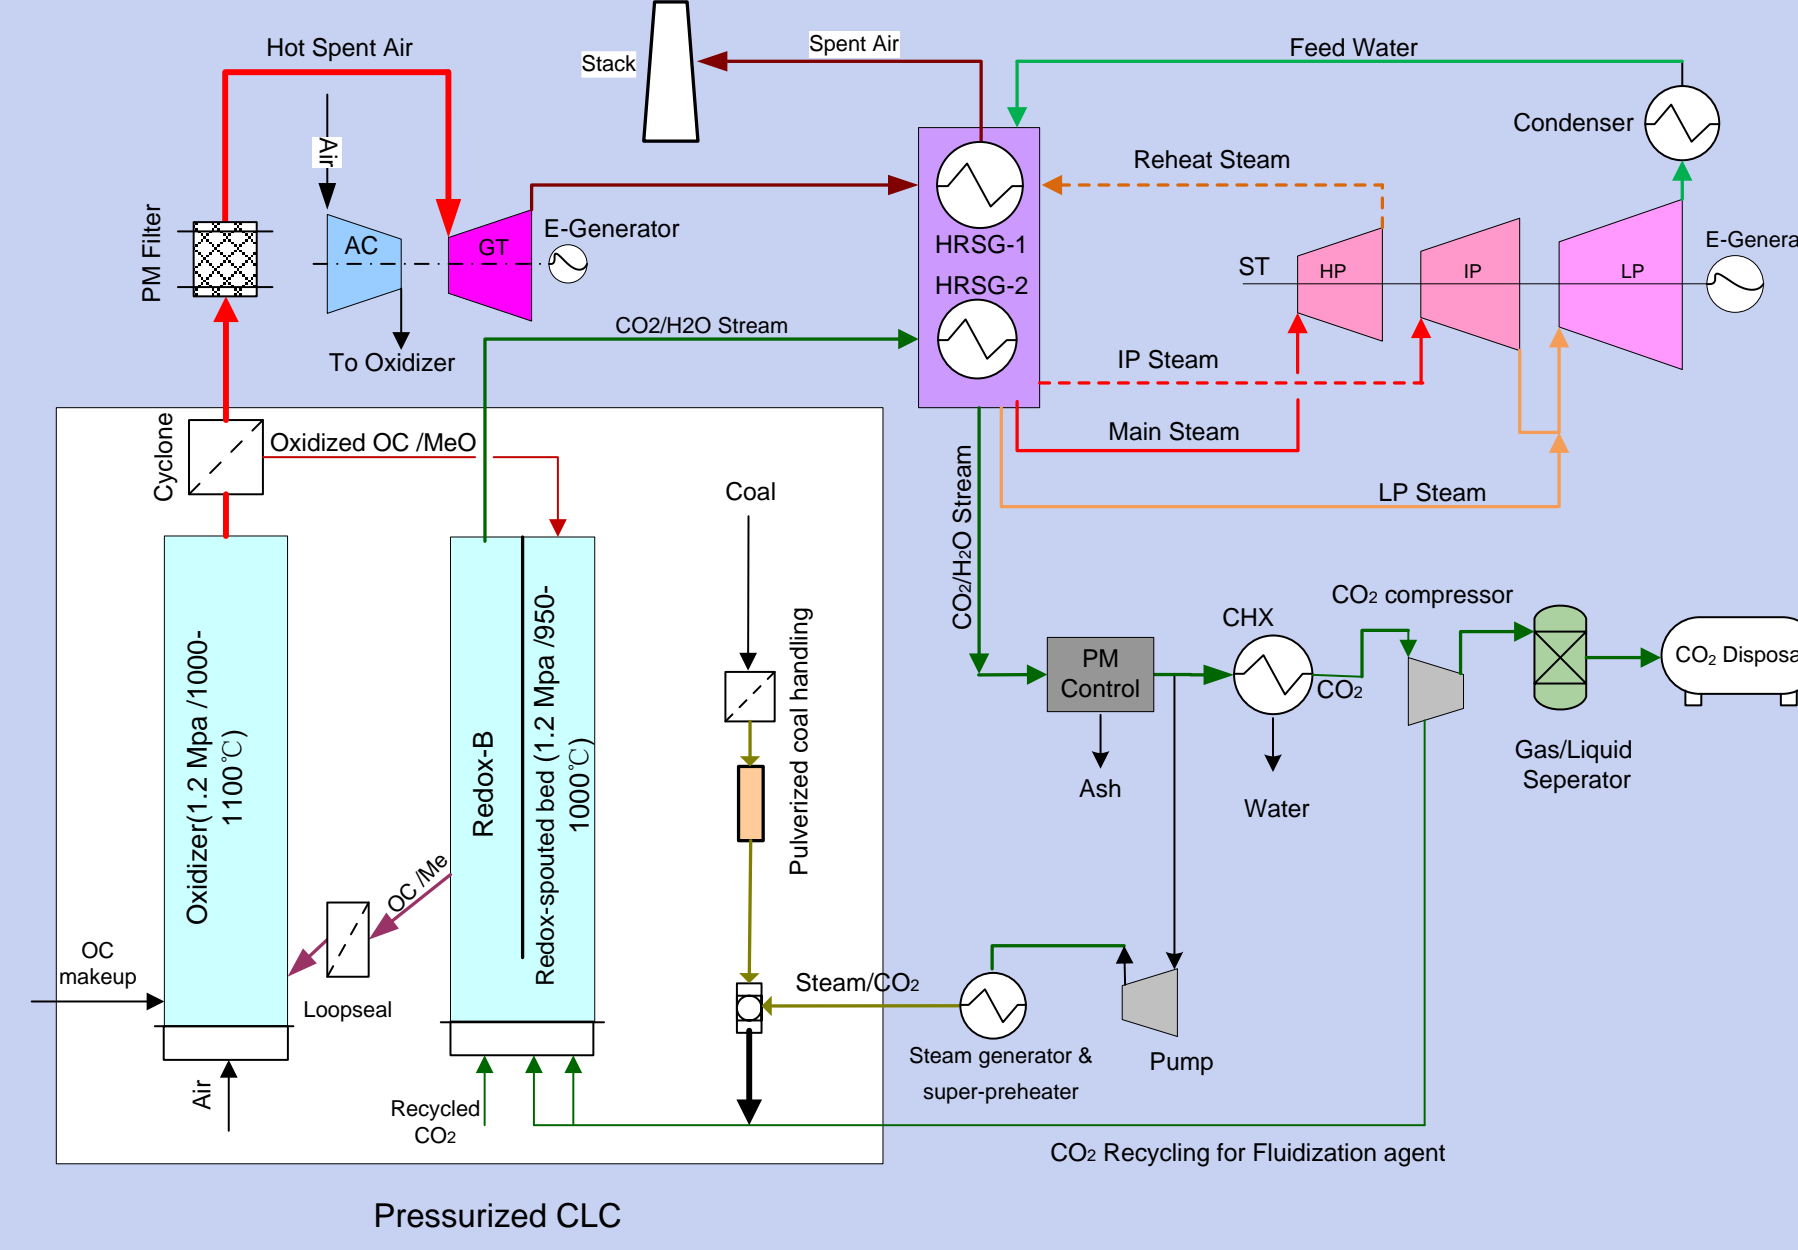 Hot Spent Air
Stack
Spent Air
Feed Water
Condenser
Air
Reheat Steam
PM Filter
AC
GT
E-Generator
HRSG-1
HRSG-2
ST
HP
IP
LP
E-Genera
To Oxidizer
CO2/H2O Stream
IP Steam
Main Steam
LP Steam
Cyclone
Oxidized OC /MeO
Coal
CO2/H2O Stream
CO2 compressor
CHX
PM
Control
CO2
CO2 Disposa
Gas/Liquid
Seperator
Ash
Water
Oxidizer(1.2 Mpa /1000-
1100℃)
Redox-B
Redox-spouted bed (1.2 Mpa /950-
1000℃)
Pulverized coal handling
OC /Me
OC
makeup
Loopseal
Steam/CO2
Steam generator &
super-preheater
Pump
Air
Recycled
CO2
CO2 Recycling for Fluidization agent
Pressurized CLC